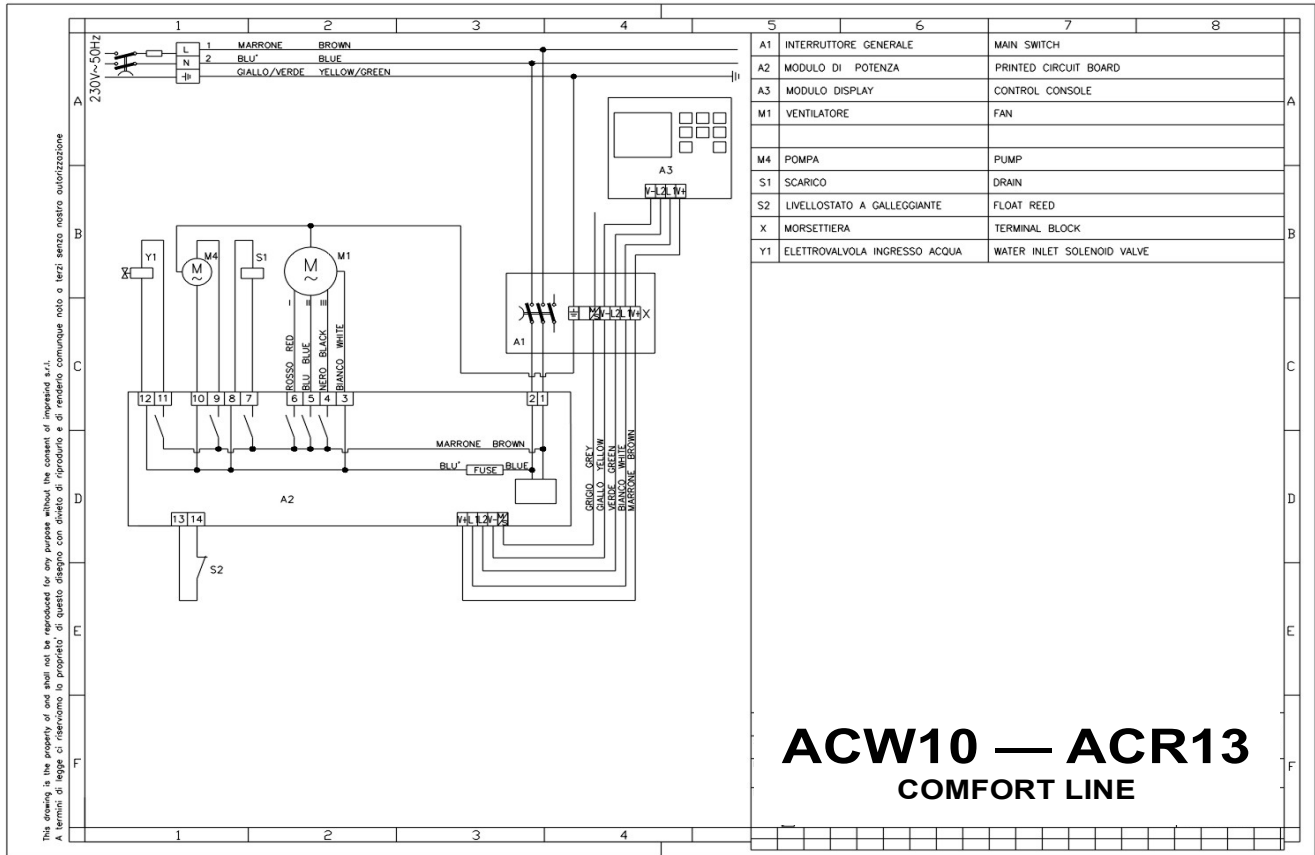 1 2 3 4 5 6 7 8
230V~50Hz
L 1 MARRONE BROWN
N 2 BLU' BLUE
GIALLO/VERDE YELLOW/GREEN
A1 INTERRUTTORE GENERALE MAIN SWITCH
A2 MODULO DI POTENZA PRINTED CIRCUIT BOARD
A3 MODULO DISPLAY CONTROL CONSOLE
M1 VENTILATORE FAN
M4 POMPA PUMP
S1 SCARICO DRAIN
S2 LIVELLOSTATO A GALLEGGIANTE FLOAT REED
X MORSETTIERA TERMINAL BLOCK
Y1 ELETTROVALVOLA INGRESSO ACQUA WATER INLET SOLENOID VALVE
A A
B B
C C
D D
E E
F F
A3
V- L2 L1 V+
Y1 M M4 S1 M M1
I II III
ROSSO RED
BLU BLUE
NERO BLACK
BIANCO WHITE
A1
V- L2 L1 V+ X
12 11 10 9 8 7 6 5 4 3 2 1
MARRONE BROWN
BLU' FUSE BLUE
A2
GRIGIO GREY
GIALLO YELLOW
VERDE GREEN
BIANCO WHITE
MARRONE BROWN
13 14
V+ L1 L2 V-
S2
This drawing is the property of and shall not be reproduced for any purpose without the consent of impresind s.r.l.
A termini di legge ci riserviamo la proprieta' di questo disegno con divieto di riprodurlo e di renderlo comunque noto a terzi senza nostra autorizzazione
ACW10 — ACR13
COMFORT LINE
1 2 3 4